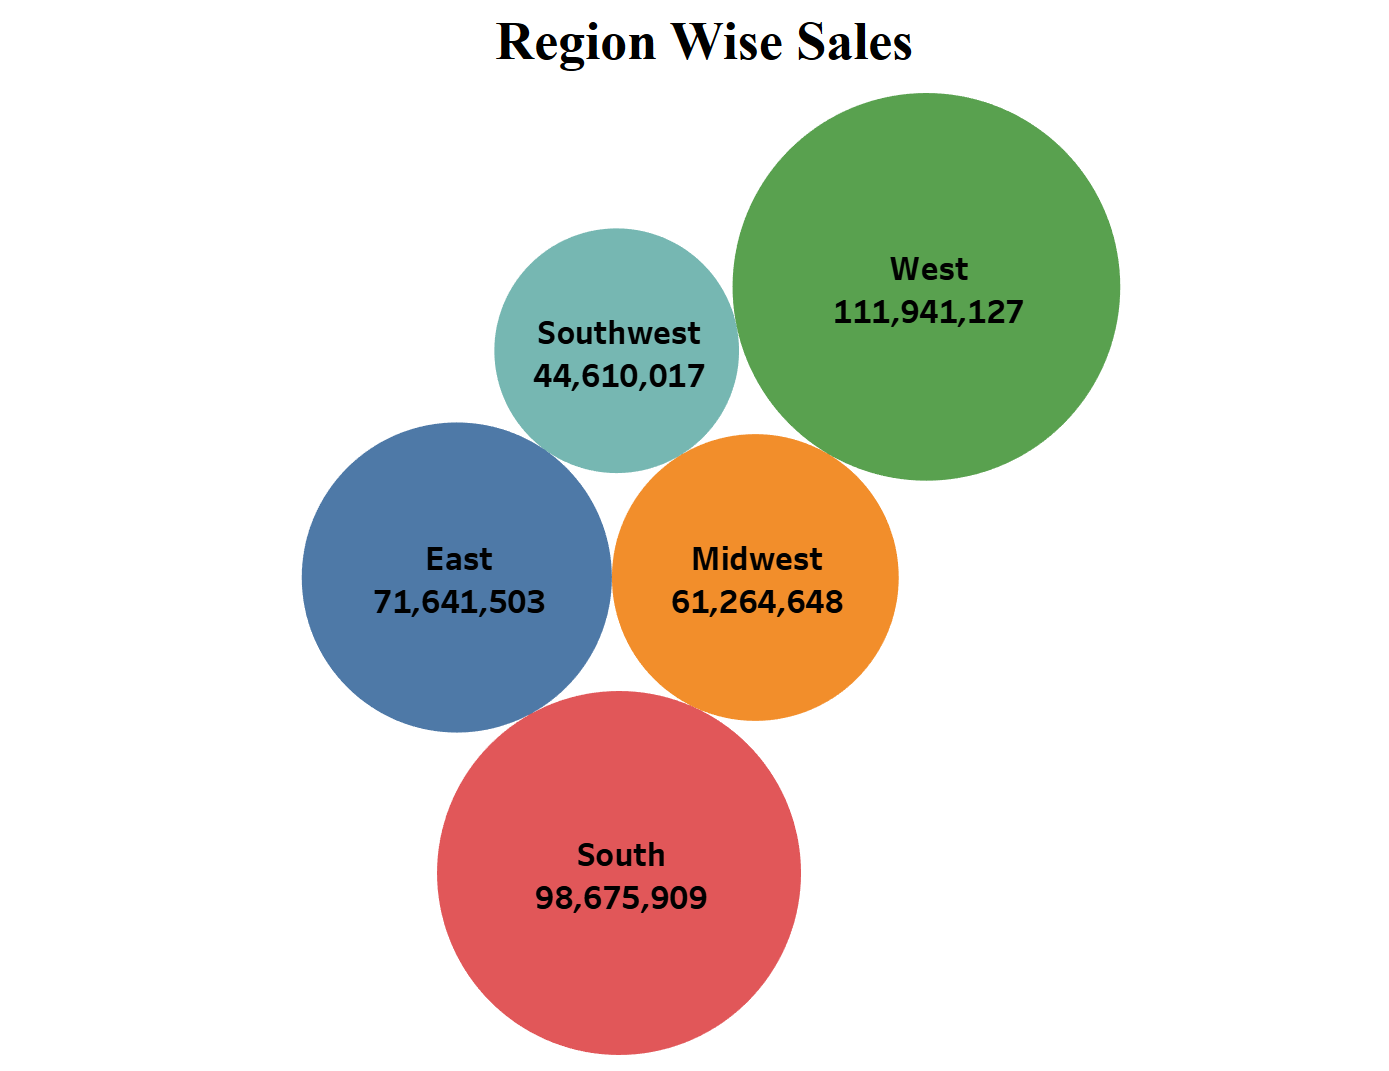 Region Wise Sales
West
111,941,127
Southwest
44,610,017
East
71,641,503
Midwest
61,264,648
South
98,675,909